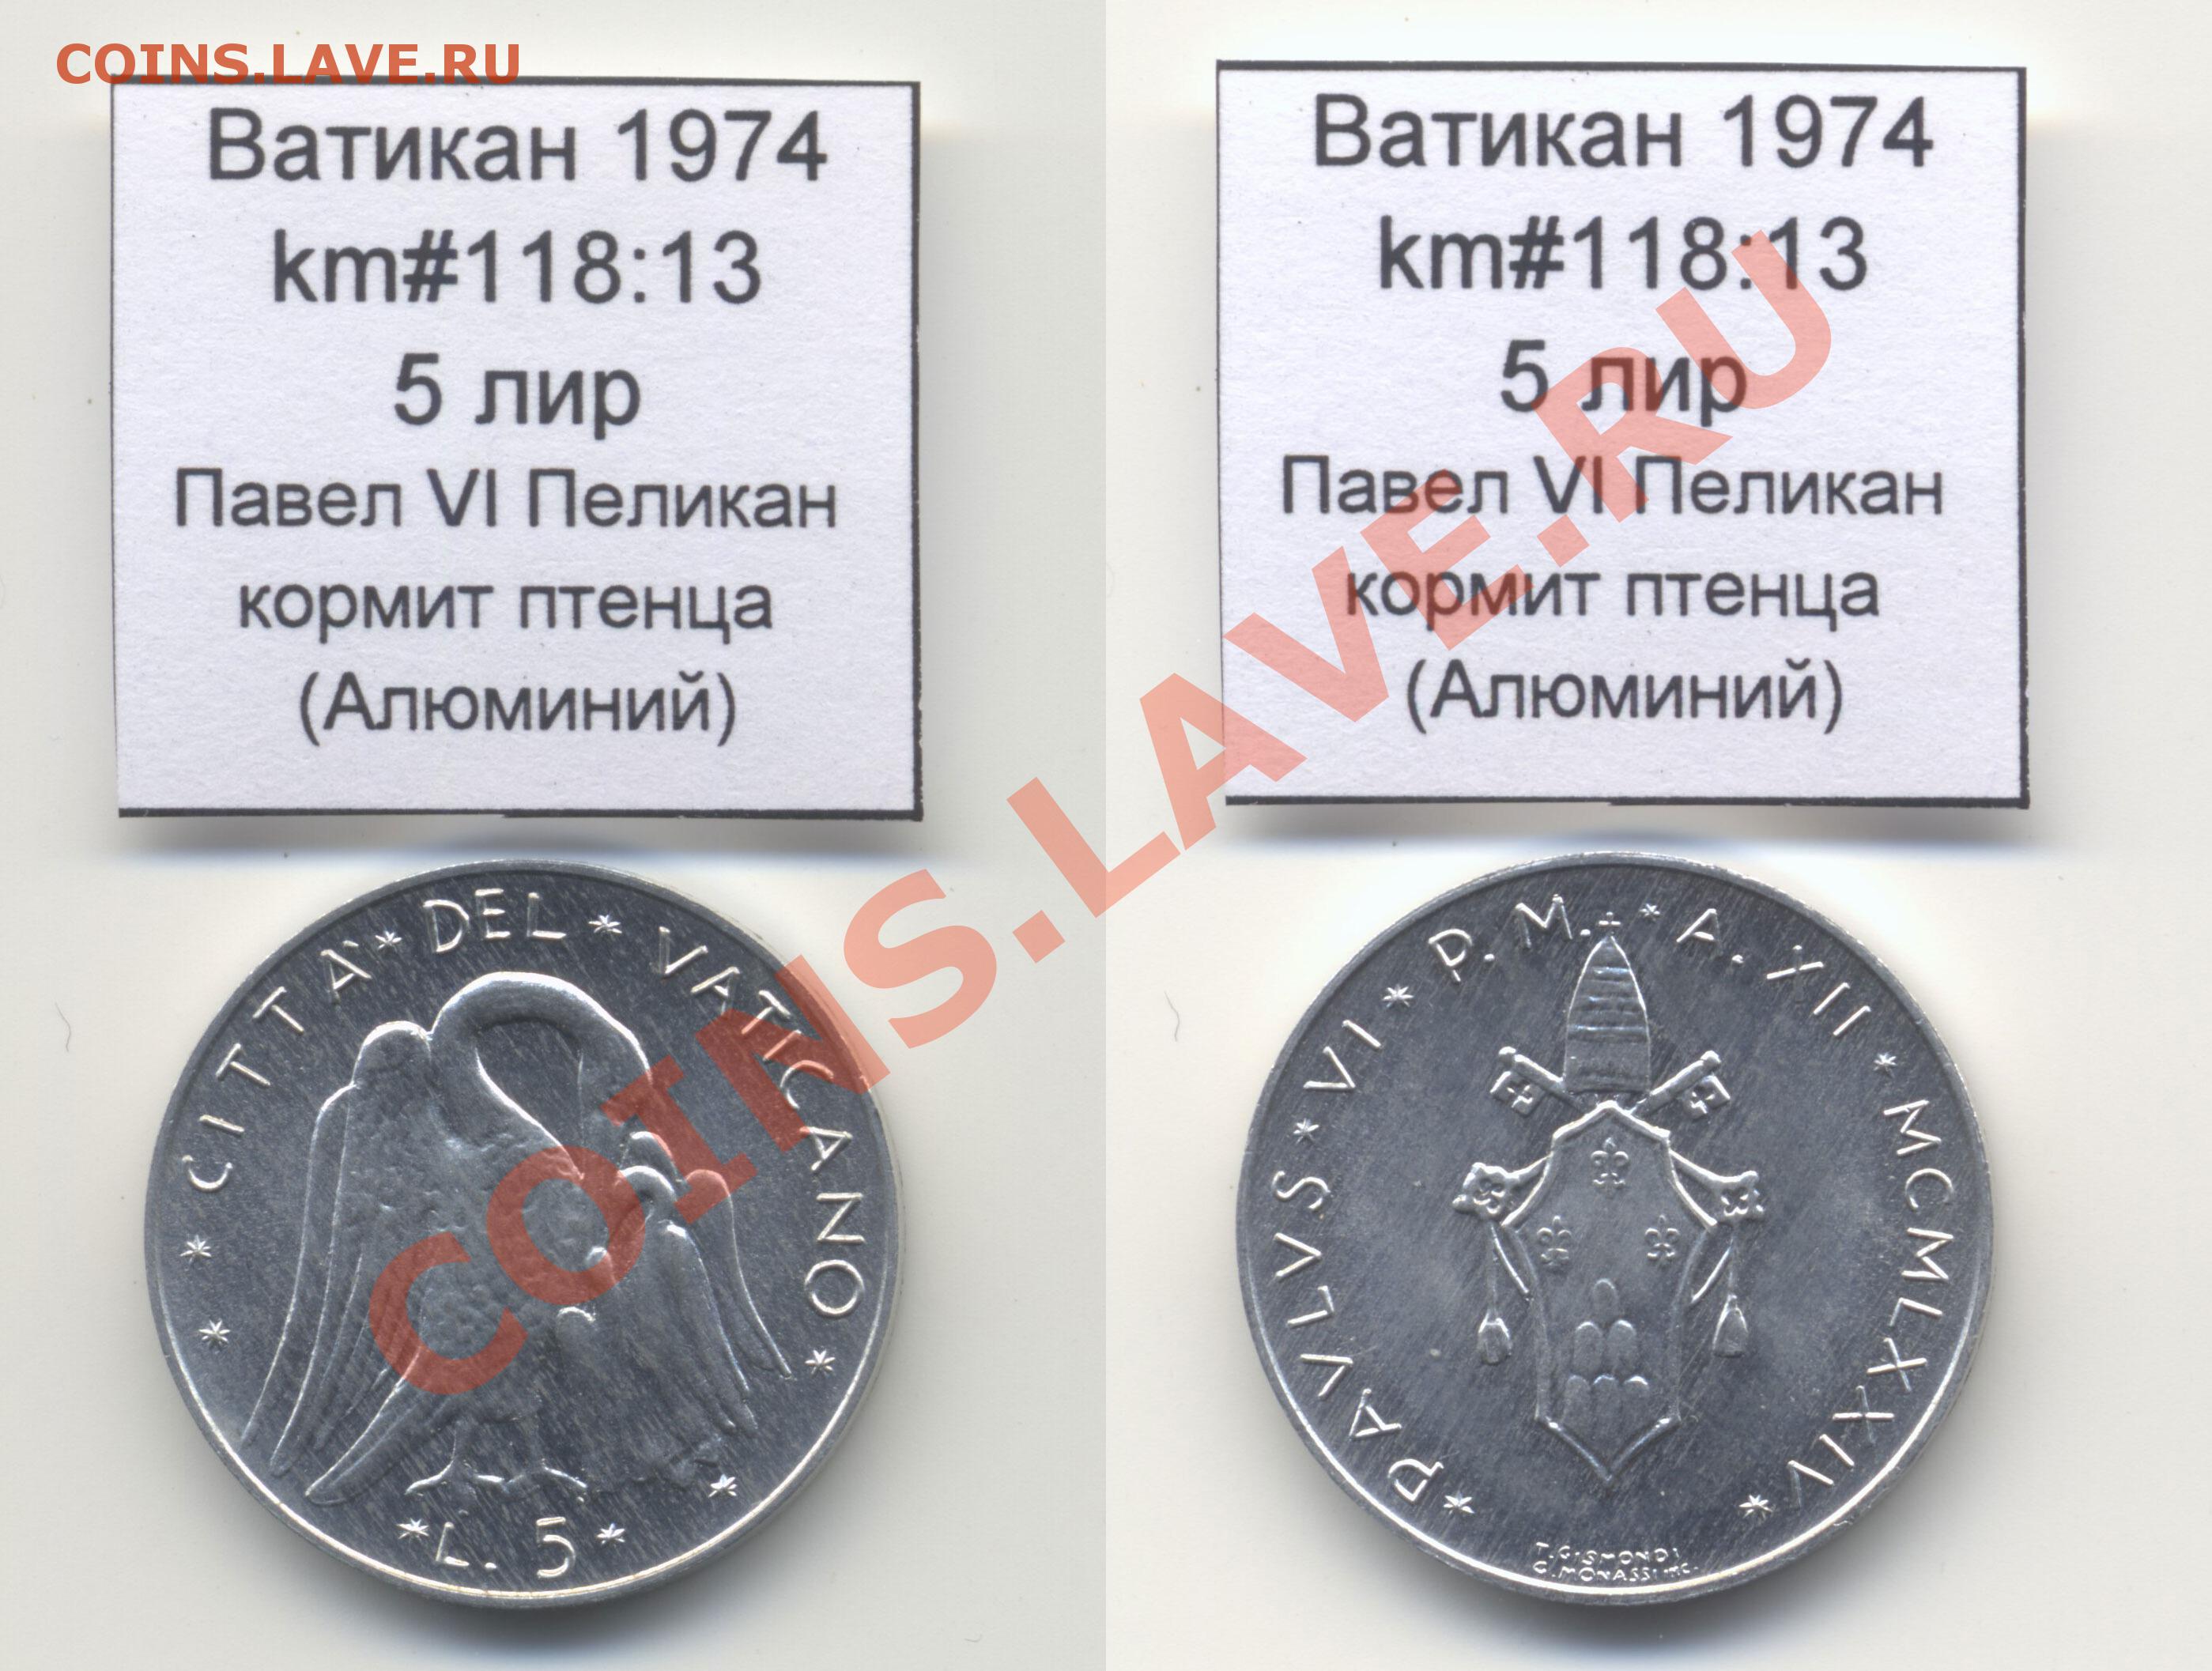 COINS.LAVE.RU
Ватикан 1974
km#118:13
5 лир
Павел VI Пеликан
кормит птенца
(Алюминий)
Ватикан 1974
km#118:13
5 лир
Павел VI Пеликан
кормит птенца
(Алюминий)
COINS.LAVE.RU
* CITTA' * DEL * VATICANO *
* L. 5 *
* PAVLVS * VI * P. M. * A. XII * MCMLXXIV *
T. GISMONDI
G. MONASSI INC.